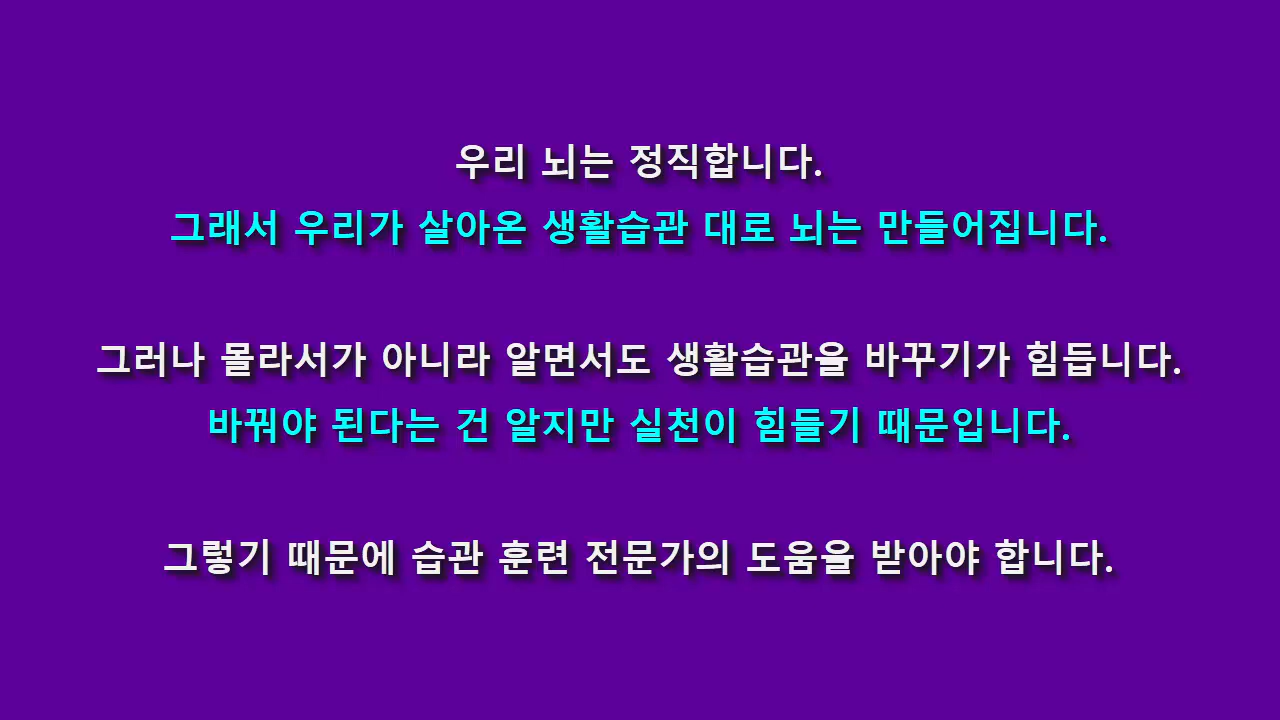 우리 뇌는 정직합니다.
그래서 우리가 살아온 생활습관 대로 뇌는 만들어집니다.
그러나 몰라서가 아니라 알면서도 생활습관을 바꾸기가 힘듭니다.
바꿔야 된다는 건 알지만 실천이 힘들기 때문입니다.
그렇기 때문에 습관 훈련 전문가의 도움을 받아야 합니다.